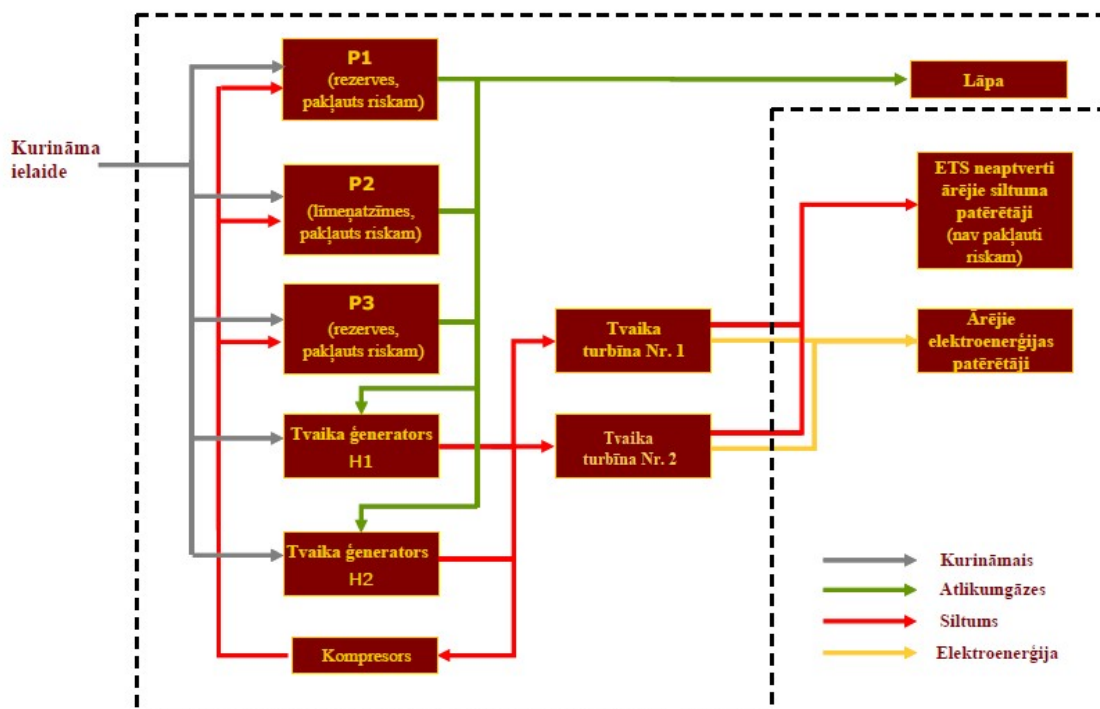 P1
(rezerves,
pakļauts riskam)
Lāpa
Kurināma
ielaide
P2
(līmeņatzīmes,
pakļauts riskam)
ETS neaptverti
ārējie siltuma
patērētāji
(nav pakļauti
riskam)
P3
(rezerves,
pakļauts riskam)
Tvaika
turbīna Nr. 1
Ārējie
elektroenerģijas
patērētāji
Tvaika ģenerators
H1
Tvaika
turbīna Nr. 2
Tvaika ģenerators
H2
Kompresors
Kurināmais
Atlikumgāzes
Siltums
Elektroenerģija